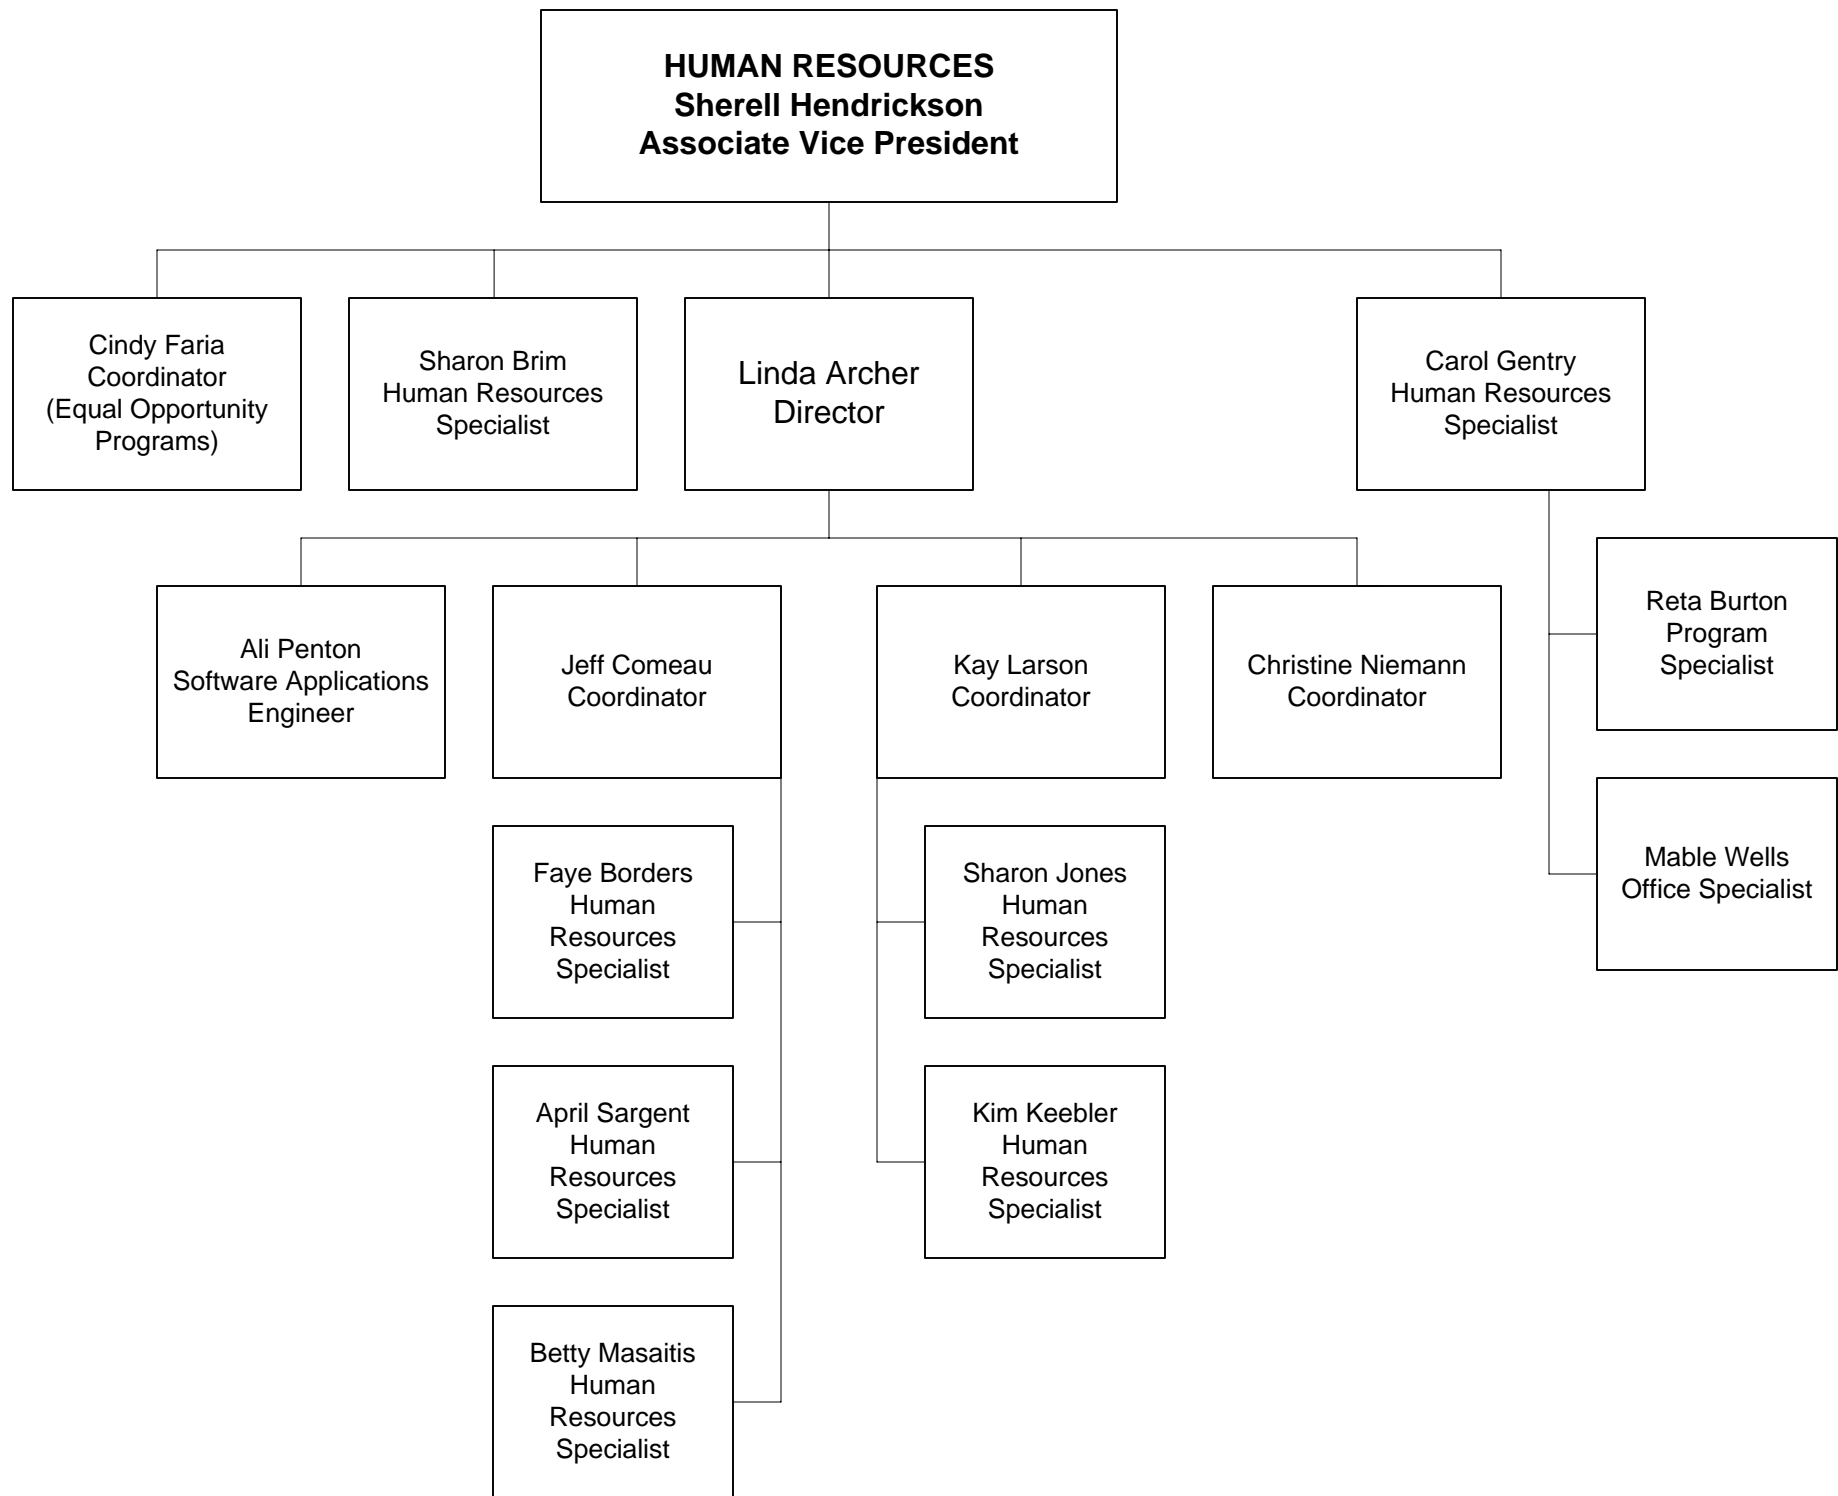 HUMAN RESOURCES
Sherell Hendrickson
Associate Vice President
Cindy Faria
Coordinator
(Equal Opportunity
Programs)
Sharon Brim
Human Resources
Specialist
Linda Archer
Director
Carol Gentry
Human Resources
Specialist
Ali Penton
Software Applications
Engineer
Jeff Comeau
Coordinator
Kay Larson
Coordinator
Christine Niemann
Coordinator
Reta Burton
Program
Specialist
Mable Wells
Office Specialist
Faye Borders
Human
Resources
Specialist
Sharon Jones
Human
Resources
Specialist
April Sargent
Human
Resources
Specialist
Kim Keebler
Human
Resources
Specialist
Betty Masaitis
Human
Resources
Specialist